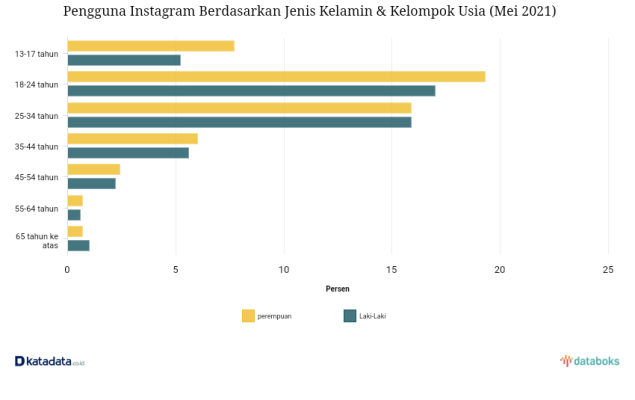 Pengguna Instagram Berdasarkan Jenis Kelamin & Kelompok Usia (Mei 2021)
13-17 tahun
18-24 tahun
25-34 tahun
35-44 tahun
45-54 tahun
55-64 tahun
65 tahun ke
atas
0 5 10 15 20 25
Persen
perempuan Laki-Laki
katadata.co.id databoks